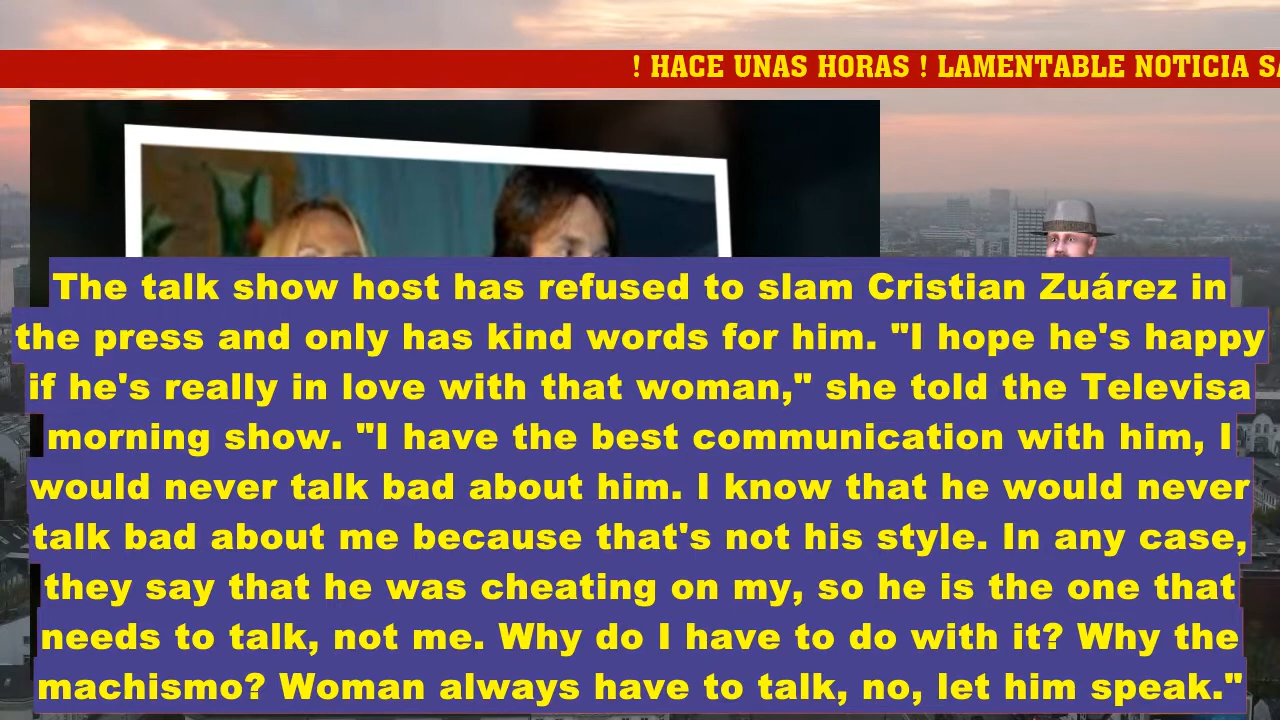 ! HACE UNAS HORAS ! LAMENTABLE NOTICIA
The talk show host has refused to slam Cristian Zuárez in
the press and only has kind words for him. "I hope he's happy
if he's really in love with that woman," she told the Televisa
morning show. "I have the best communication with him, I
would never talk bad about him. I know that he would never
talk bad about me because that's not his style. In any case,
they say that he was cheating on my, so he is the one that
needs to talk, not me. Why do I have to do with it? Why the
machismo? Woman always have to talk, no, let him speak."